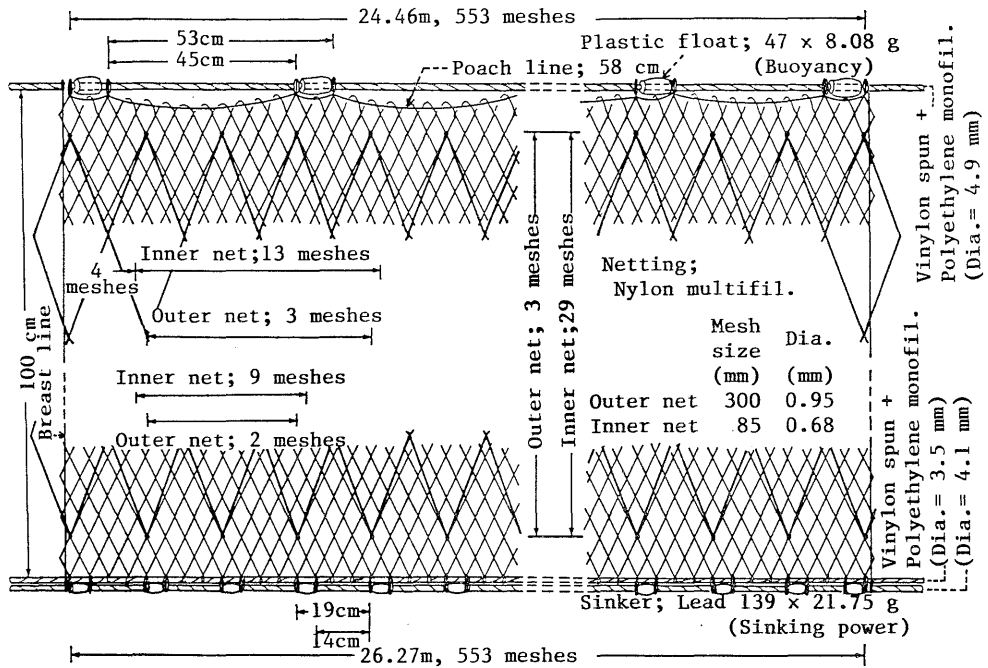 24.46m, 553 meshes
53cm
45cm
Plastic float; 47 x 8.08 g
(Buoyancy)
Poach line; 58 cm
Vinylon spun +
Polyethylene monofil.
(Dia.= 4.9 mm)
Inner net;13 meshes
4
meshes
Outer net; 3 meshes
100 cm
Breast line
Inner net; 9 meshes
Outer net; 2 meshes
Outer net; 3 meshes
Inner net;29 meshes
Netting;
Nylon multifil.
Mesh size (mm) Dia. (mm)
Outer net 300 0.95
Inner net 85 0.68
Vinylon spun +
Polyethylene monofil.
(Dia.= 3.5 mm)
(Dia.= 4.1 mm)
Sinker; Lead 139 x 21.75 g
(Sinking power)
19cm
14cm
26.27m, 553 meshes